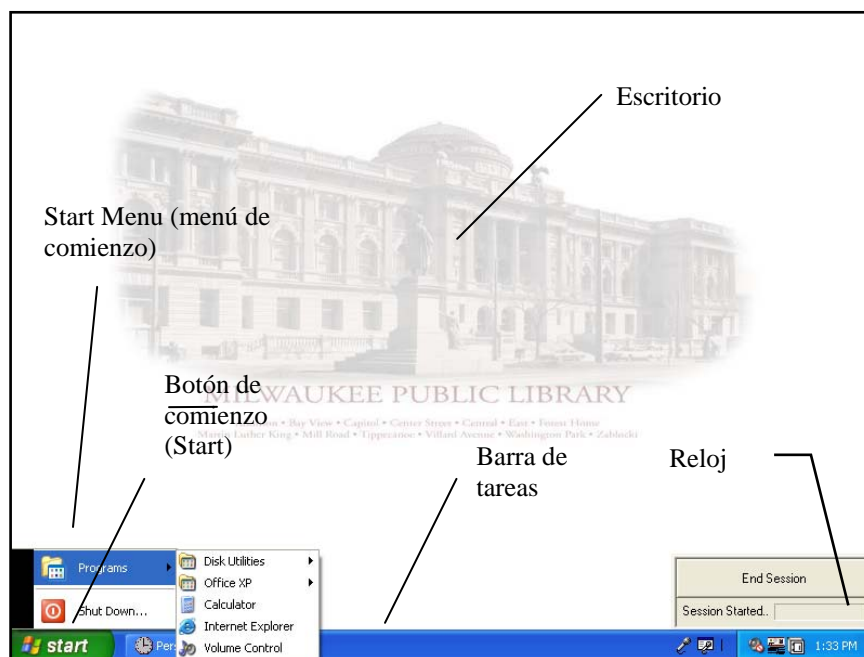 Escritorio
Start Menu (menú de
comienzo)
Botón de
comienzo
(Start)
MILWAUKEE PUBLIC LIBRARY
• Bay View • Capitol • Center Street • Central • East • Forest Home
Martin Luther King • Mill Road • Tippecanoe • Villard Avenue • Washington Park • Zablocki
Barra de
tareas
Reloj
Programs
Shut Down...
Disk Utilities
Office XP
Calculator
Internet Explorer
Volume Control
End Session
Session Started..
start
1:33 PM